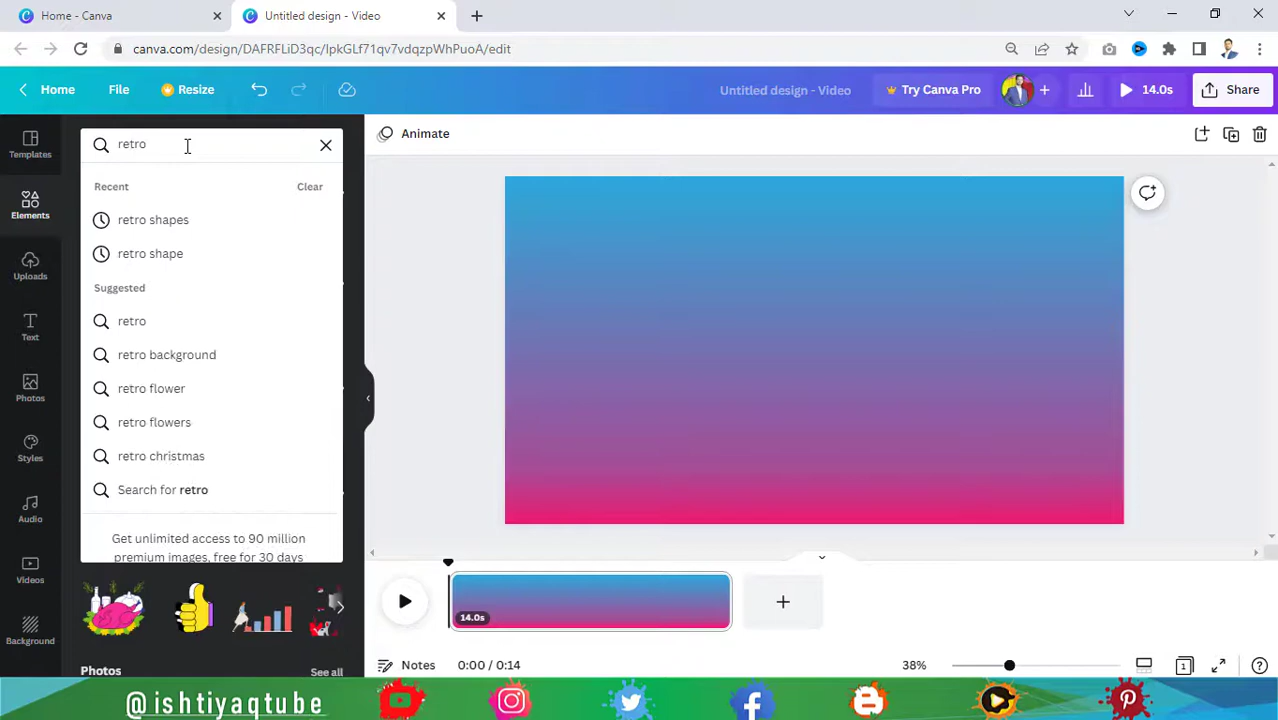 Home - Canva
Untitled design - Video
canva.com/design/DAFRFLiD3qc/lpkGLf71qv7vdqzpWhPuoA/edit
Home File Resize Untitled design - Video Try Canva Pro 14.0s Share
Templates
Elements
Uploads
Text
Photos
Styles
Audio
Videos
Background
retro
Recent Clear
retro shapes
retro shape
Suggested
retro
retro background
retro flower
retro flowers
retro christmas
Search for retro
Get unlimited access to 90 million
premium images, free for 30 days
Photos See all
Animate
14.0s
Notes 0:00 / 0:14 38% 1
@ishtiyaqtube